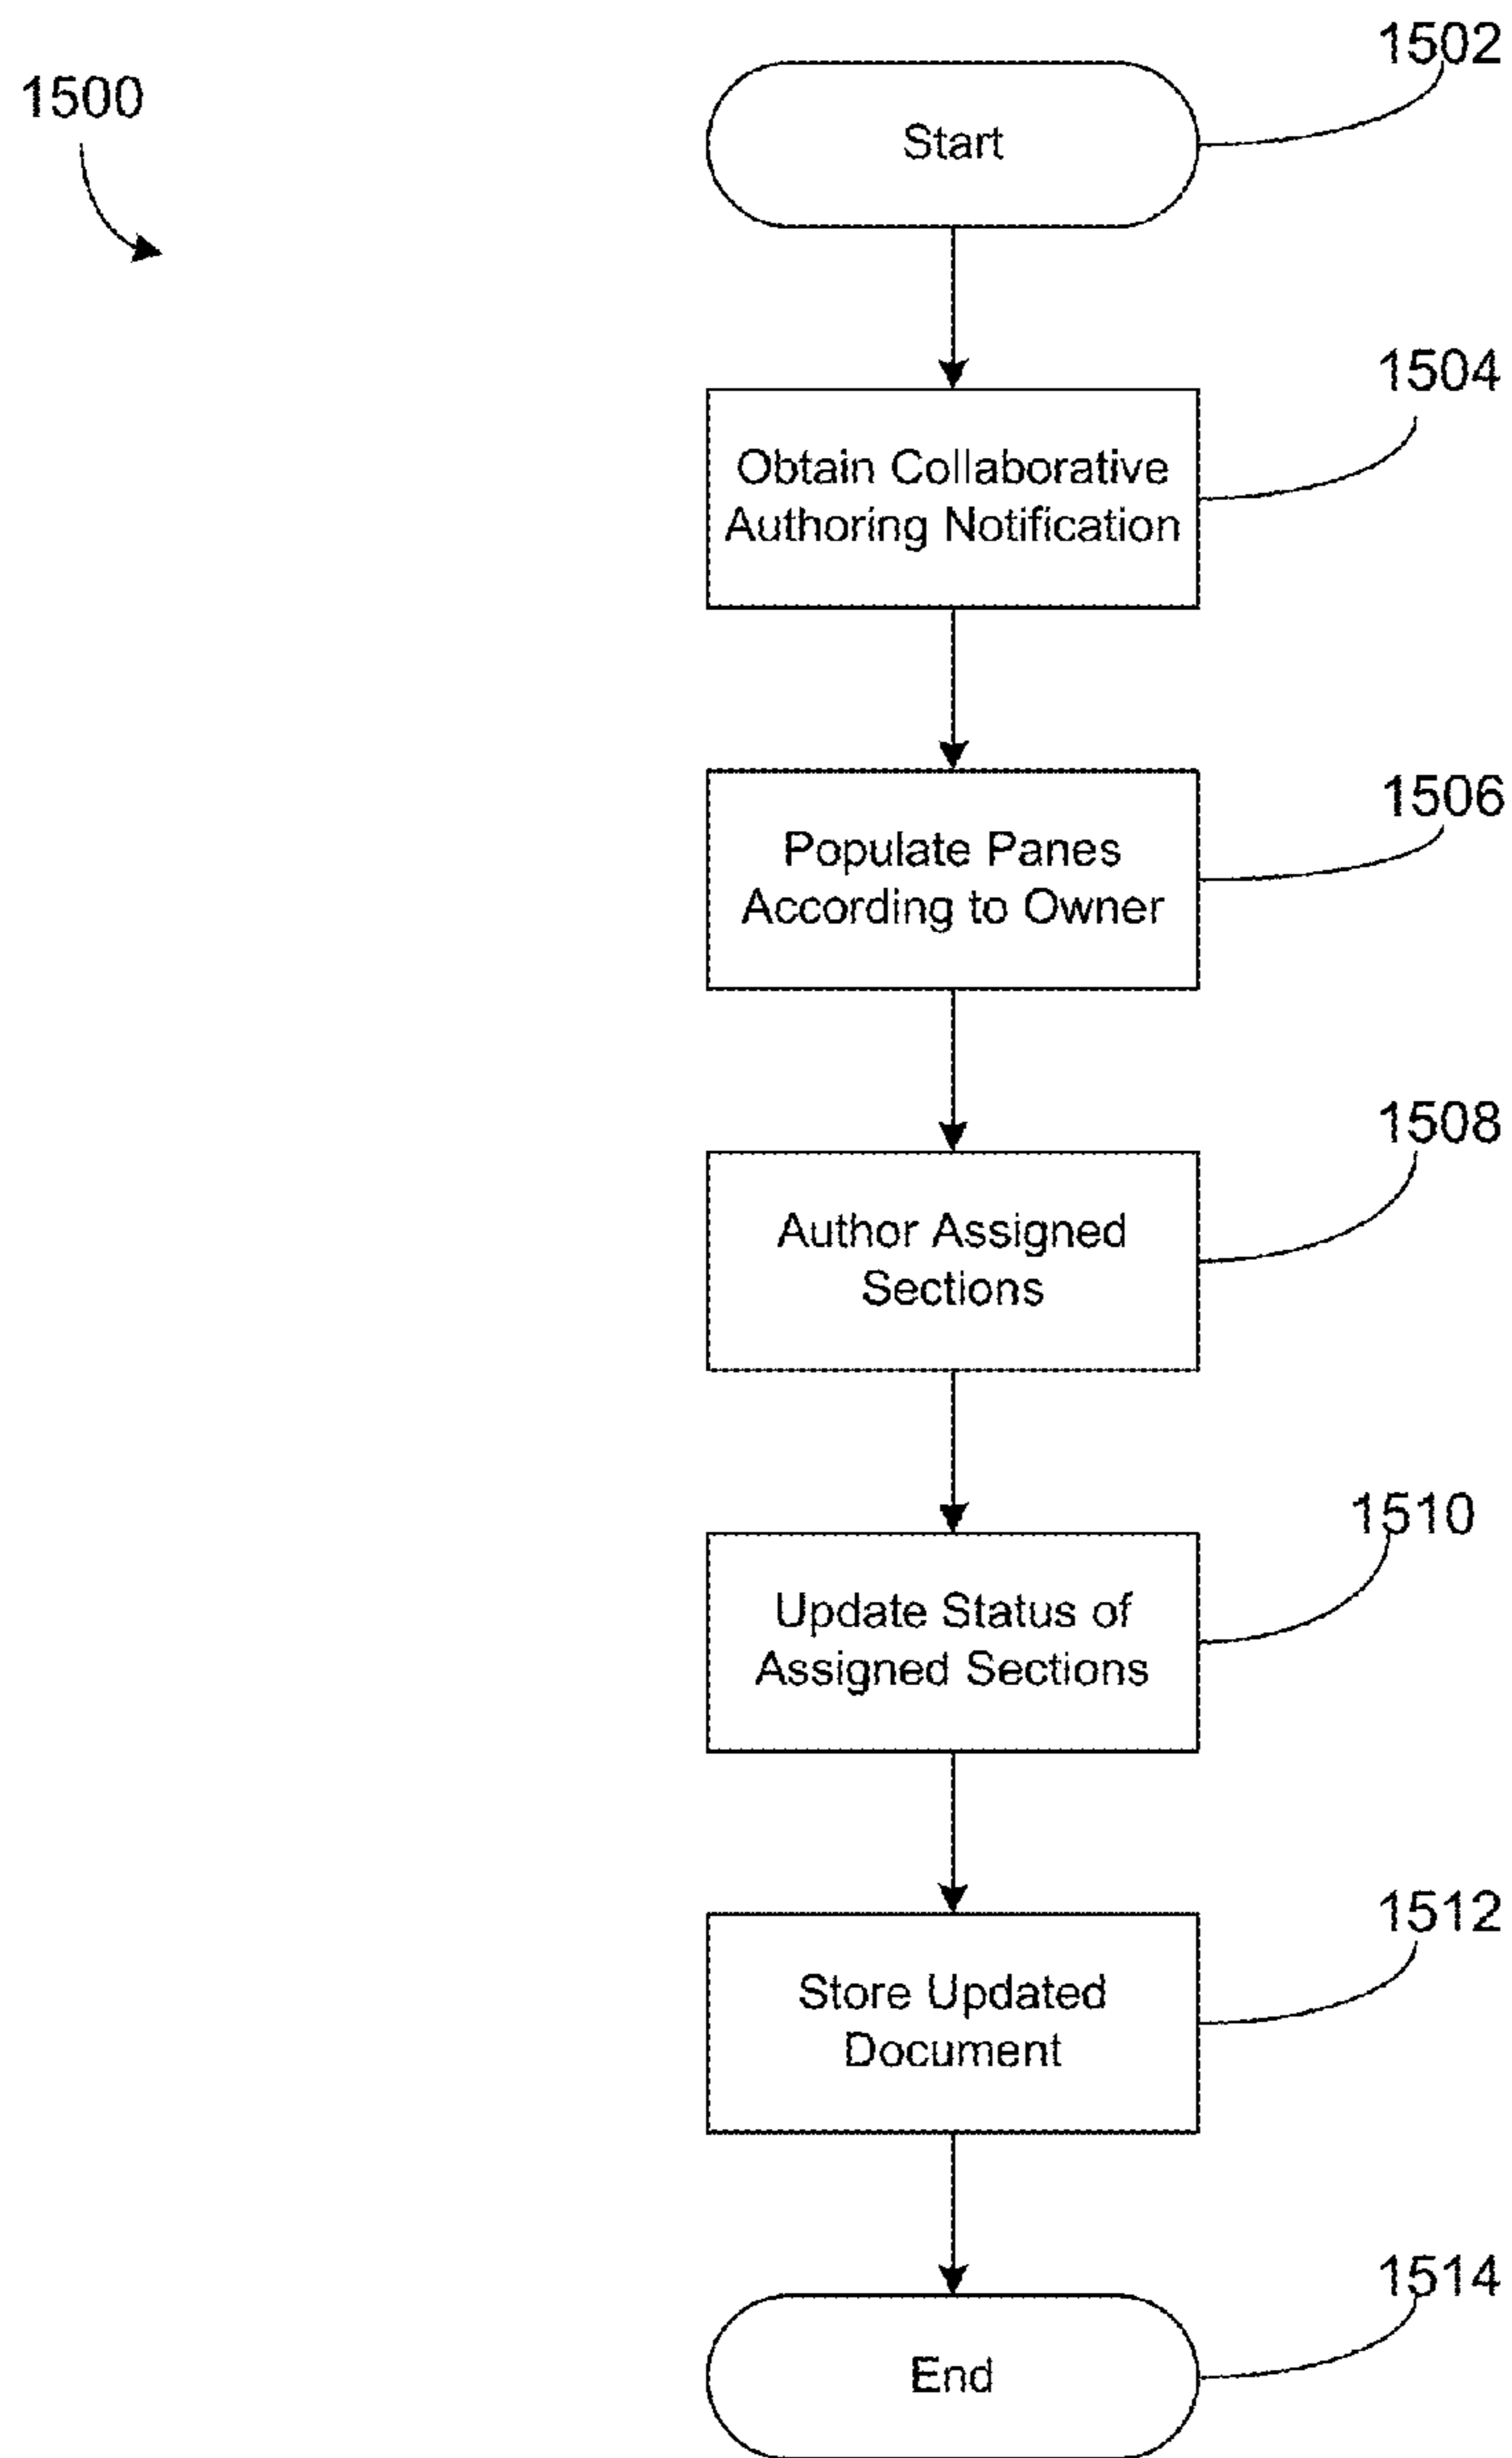 1500
1502
Start
1504
Obtain Collaborative
Authoring Notification
1506
Populate Panes
According to Owner
1508
Author Assigned
Sections
1510
Update Status of
Assigned Sections
1512
Store Updated
Document
1514
End